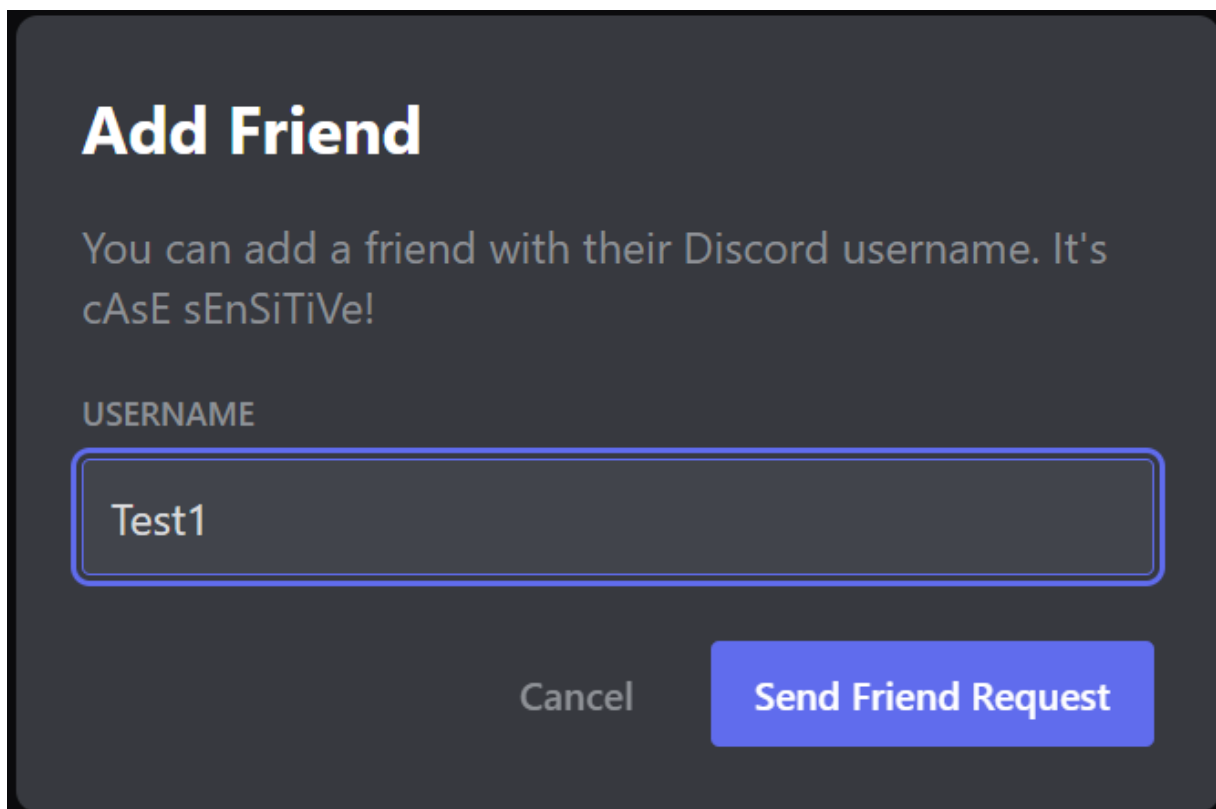 Add Friend
You can add a friend with their Discord username. It's
cAsE sEnSiTiVe!
USERNAME
Test1
Cancel
Send Friend Request